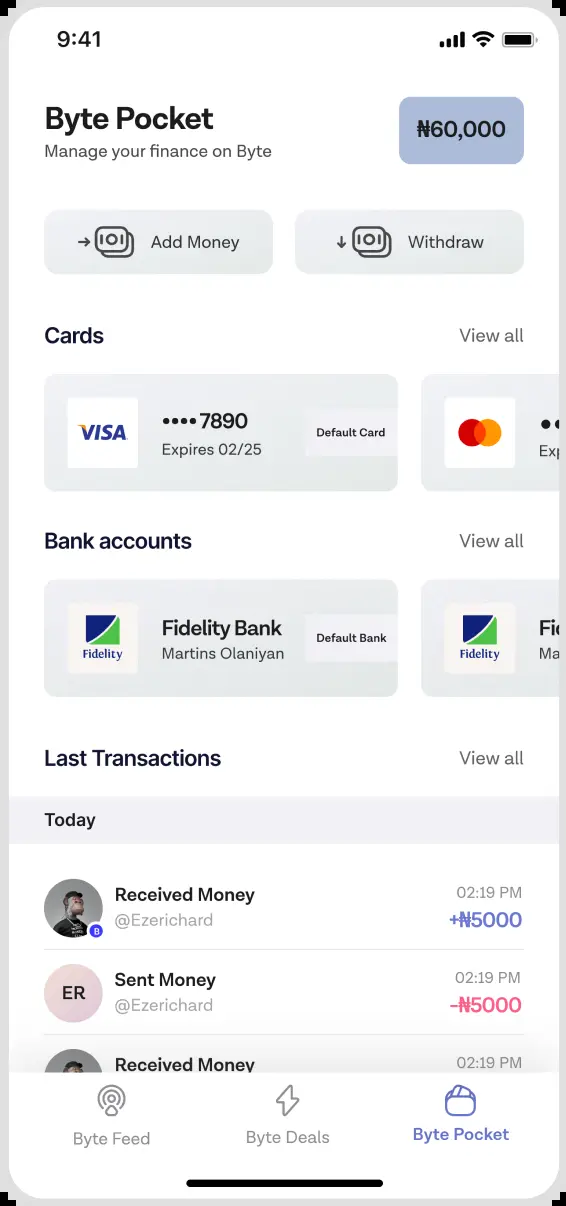 9:41
Byte Pocket
Manage your finance on Byte
₦60,000
Add Money
Withdraw
Cards
View all
VISA
•••• 7890
Expires 02/25
Default Card
••
Exp
Bank accounts
View all
Fidelity
Fidelity Bank
Martins Olaniyan
Default Bank
Fidelity
Fid
Ma
Last Transactions
View all
Today
Received Money
02:19 PM
@Ezerichard
+₦5000
B
ER
Sent Money
02:19 PM
@Ezerichard
-₦5000
Received Money
02:19 PM
Byte Feed
Byte Deals
Byte Pocket